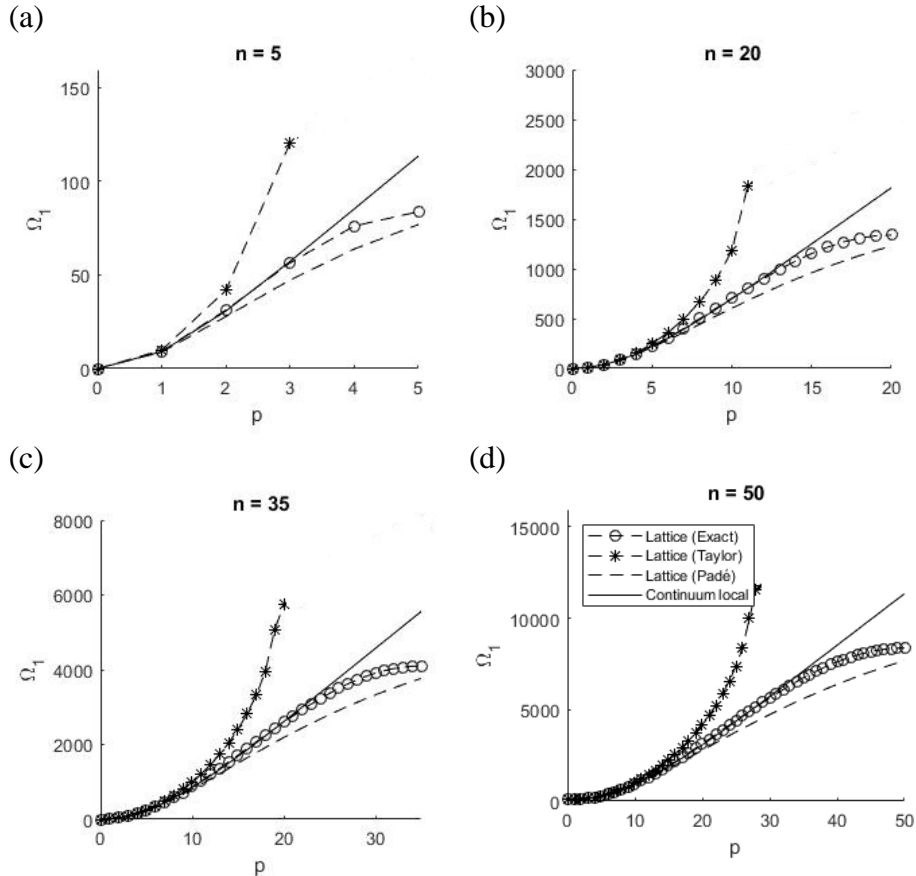 (a)
n = 5
150
100
50
0
Ω1
0 1 2 3 4 5
p
(b)
n = 20
3000
2500
2000
1500
1000
500
0
Ω1
0 5 10 15 20
p
(c)
n = 35
8000
6000
4000
2000
0
Ω1
0 10 20 30
p
(d)
n = 50
15000
10000
5000
0
Ω1
Lattice (Exact)
Lattice (Taylor)
Lattice (Padé)
Continuum local
0 10 20 30 40 50
p